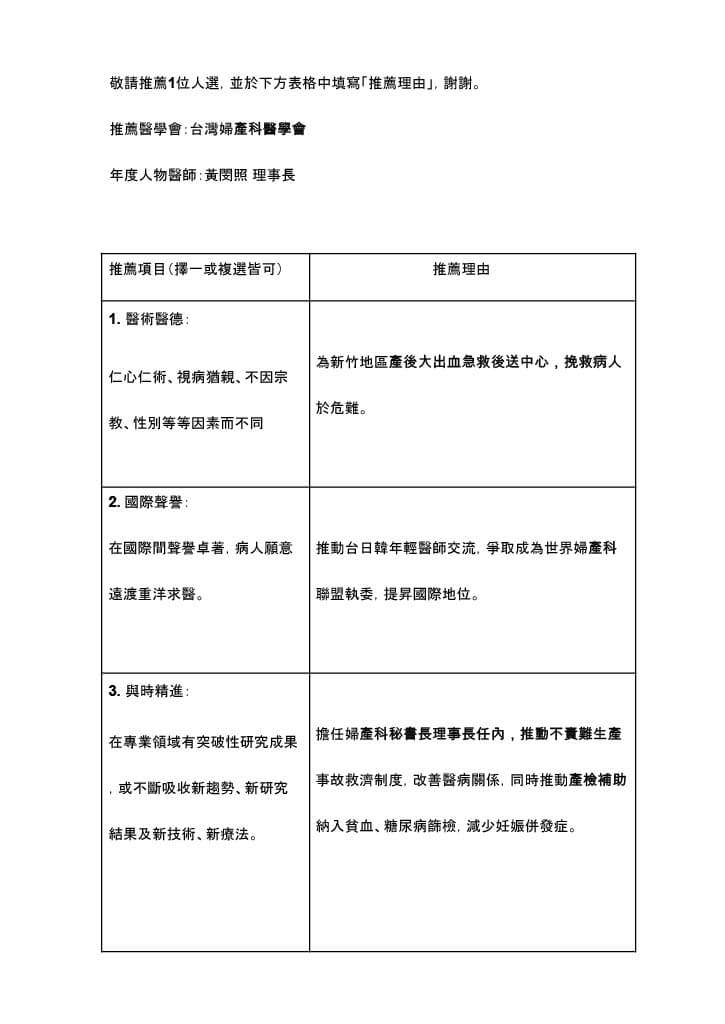 敬請推薦1位人選，並於下方表格中填寫「推薦理由」，謝謝。
推薦醫學會：台灣婦產科醫學會
年度人物醫師：黃閔照 理事長
推薦項目（擇一或複選皆可）
推薦理由
1. 醫術醫德：
仁心仁術、視病猶親、不因宗
教、性別等等因素而不同
為新竹地區產後大出血急救後送中心，挽救病人
於危難。
2. 國際聲譽：
在國際間聲譽卓著，病人願意
遠渡重洋求醫。
推動台日韓年輕醫師交流，爭取成為世界婦產科
聯盟執委，提昇國際地位。
3. 與時精進：
在專業領域有突破性研究成果
，或不斷吸收新趨勢、新研究
結果及新技術、新療法。
擔任婦產科秘書長理事長任內，推動不責難生產
事故救濟制度，改善醫病關係，同時推動產檢補助
納入貧血、糖尿病篩檢，減少妊娠併發症。